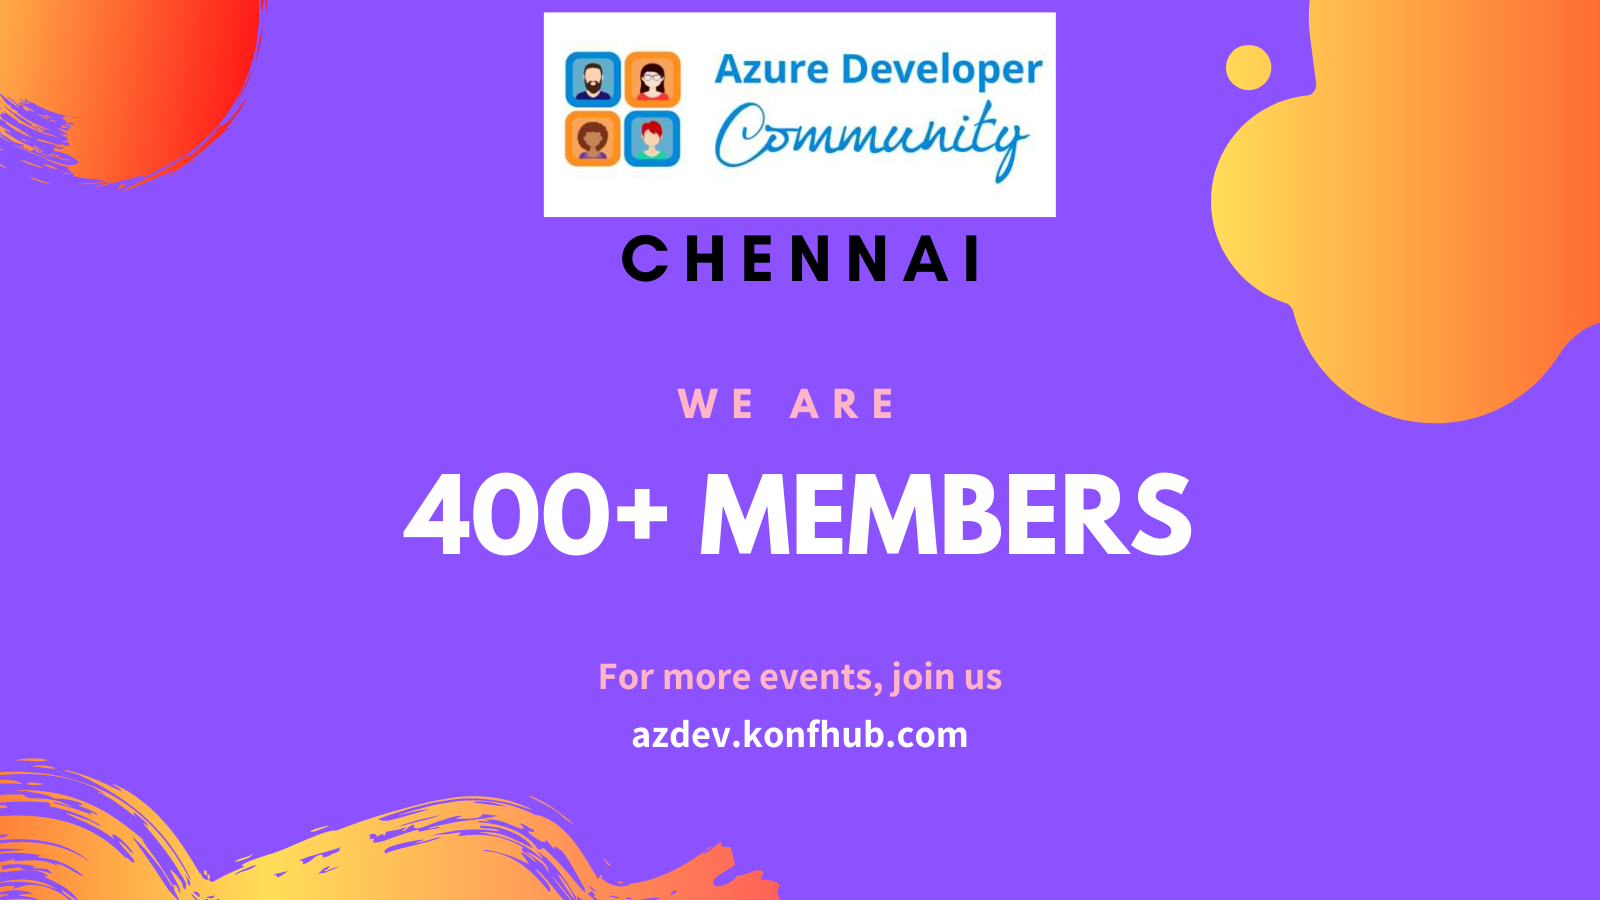 Azure Developer
Community
CHENNAI
WE ARE
400+ MEMBERS
For more events, join us
azdev.konfhub.com